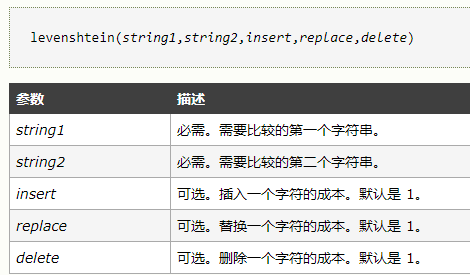 levenshtein(string1,string2,insert,replace,delete)
参数 描述
string1 必需。需要比较的第一个字符串。
string2 必需。需要比较的第二个字符串。
insert 可选。插入一个字符的成本。默认是 1。
replace 可选。替换一个字符的成本。默认是 1。
delete 可选。删除一个字符的成本。默认是 1。